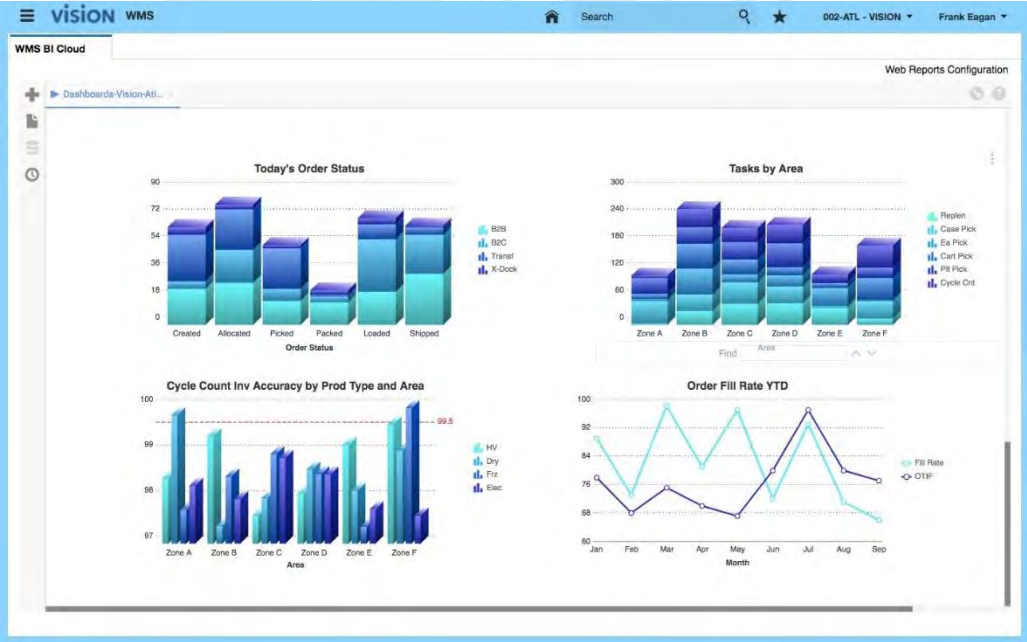 vision WMS
Search
002-ATL - VISION
Frank Eagan
WMS BI Cloud
Web Reports Configuration
Dashboards-Vision-Atl...
Today's Order Status
90
72
54
36
18
0
Created Allocated Picked Packed Loaded Shipped
Order Status
B2B
B2C
Transf
X-Dock
Tasks by Area
300
240
180
120
60
0
Zone A Zone B Zone C Zone D Zone E Zone F
Area
Replen
Case Pick
Ea Pick
Cart Pick
Plt Pick
Cycle Cnt
Find
Cycle Count Inv Accuracy by Prod Type and Area
100
99
98
97
99.5
Zone A Zone B Zone C Zone D Zone E Zone F
Area
HV
Dry
Frz
Elec
Order Fill Rate YTD
100
92
84
76
68
60
Jan Feb Mar Apr May Jun Jul Aug Sep
Month
Fill Rate
OTIF